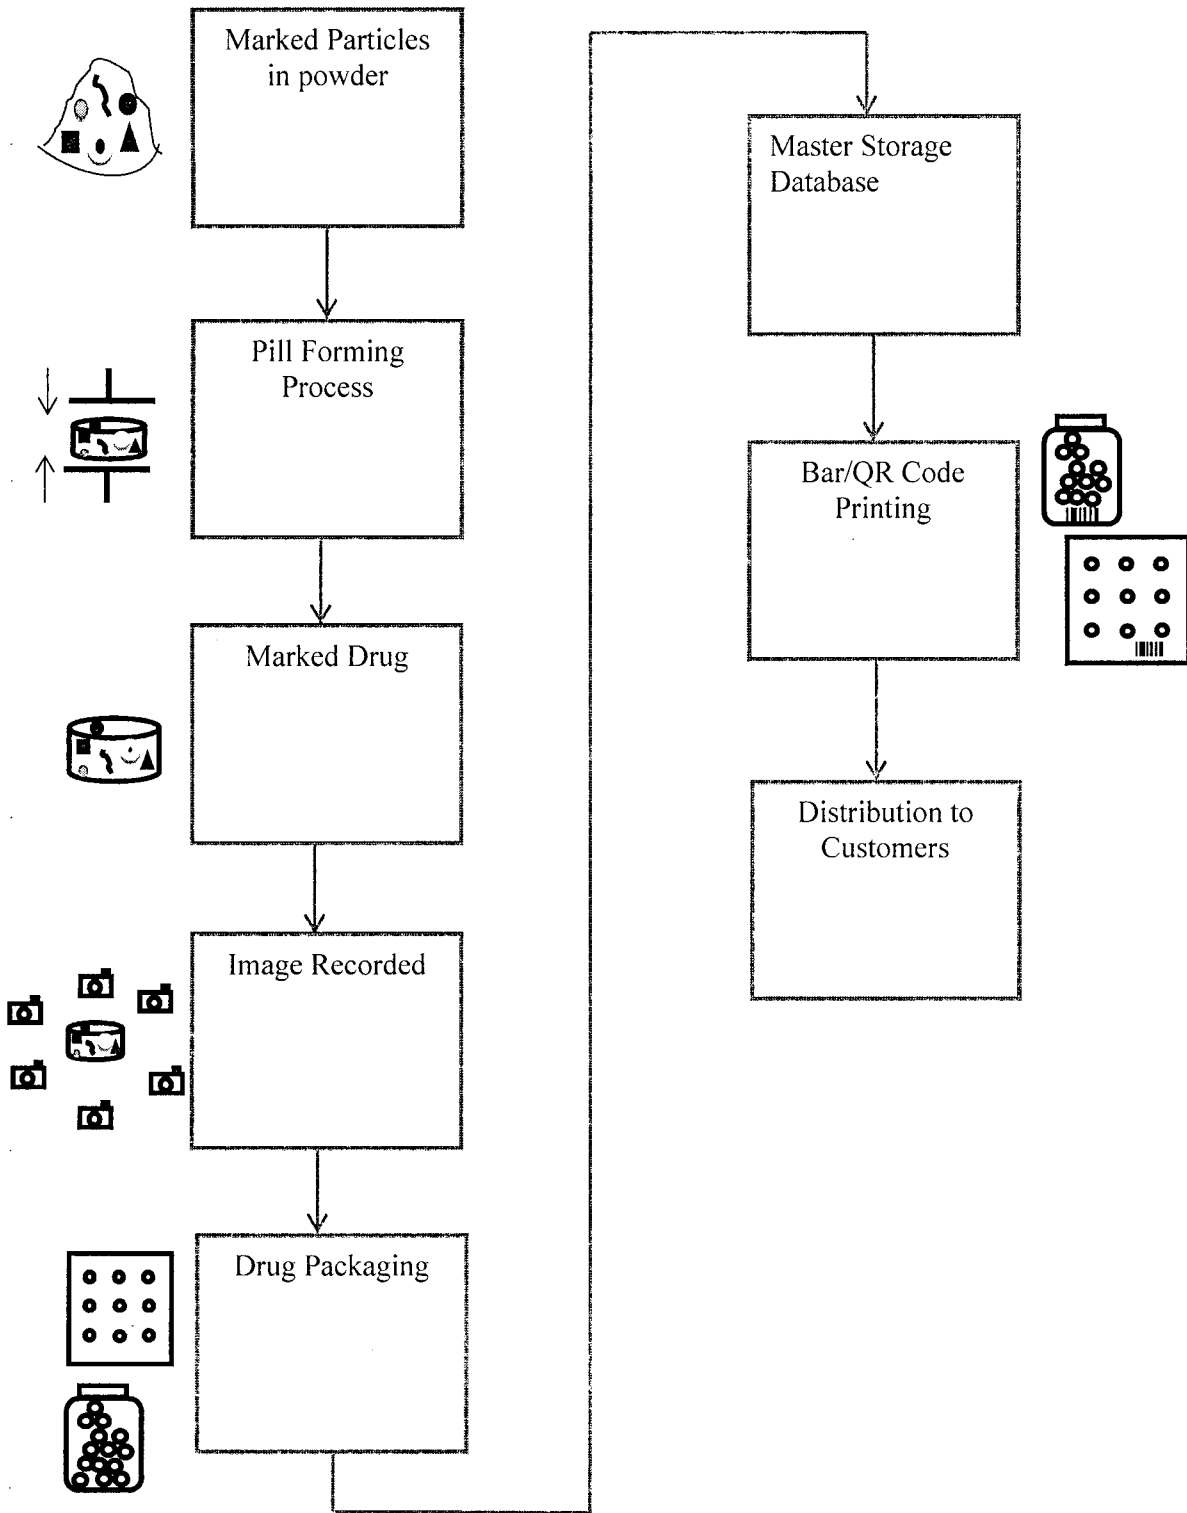 Marked Particles
in powder
Pill Forming
Process
Marked Drug
Image Recorded
Drug Packaging
Master Storage
Database
Bar/QR Code
Printing
Distribution to
Customers